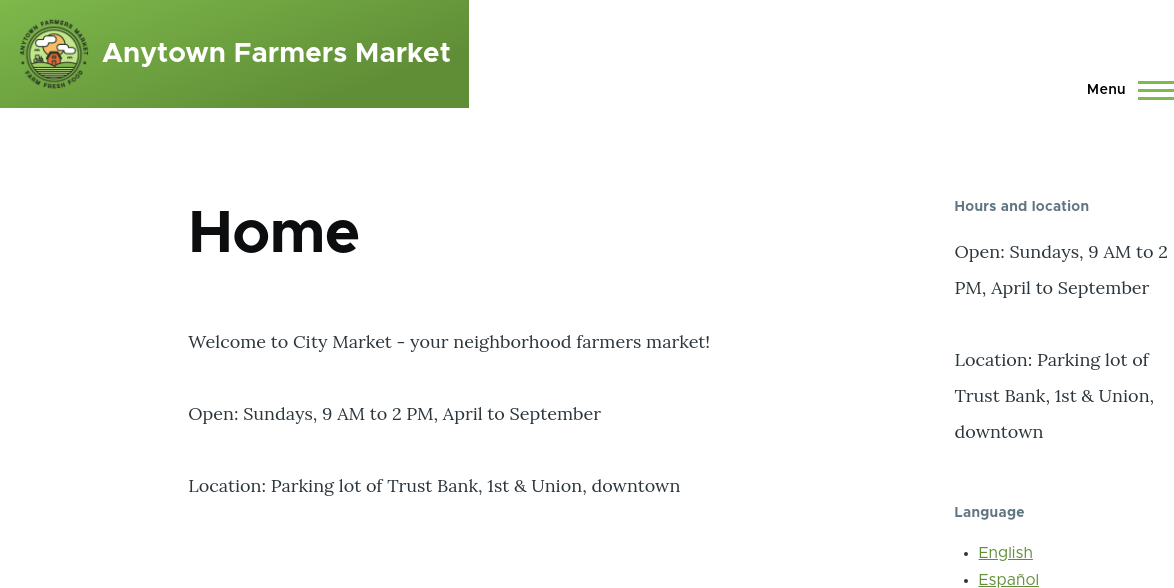 ANYTOWN FARMERS MARKET
FARM FRESH FOOD
Anytown Farmers Market
Menu
Home
Welcome to City Market - your neighborhood farmers market!
Open: Sundays, 9 AM to 2 PM, April to September
Location: Parking lot of Trust Bank, 1st & Union, downtown
Hours and location
Open: Sundays, 9 AM to 2
PM, April to September
Location: Parking lot of
Trust Bank, 1st & Union,
downtown
Language
English
Español